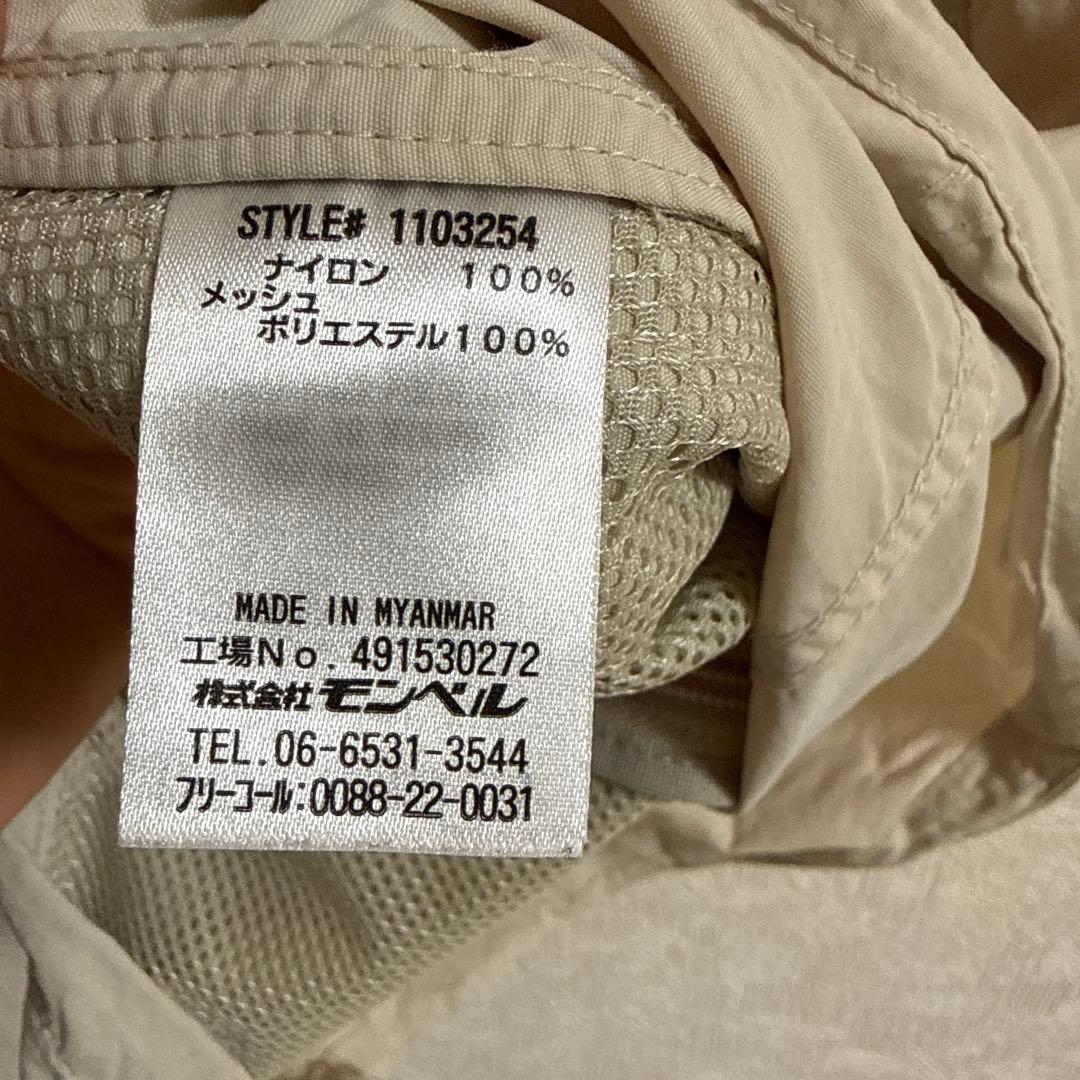 STYLE# 1103254
ナイロン 100%
メッシュ
ポリエステル100%
MADE IN MYANMAR
工場No. 491530272
株式会社モンベル
TEL. 06-6531-3544
フリーコール:0088-22-0031